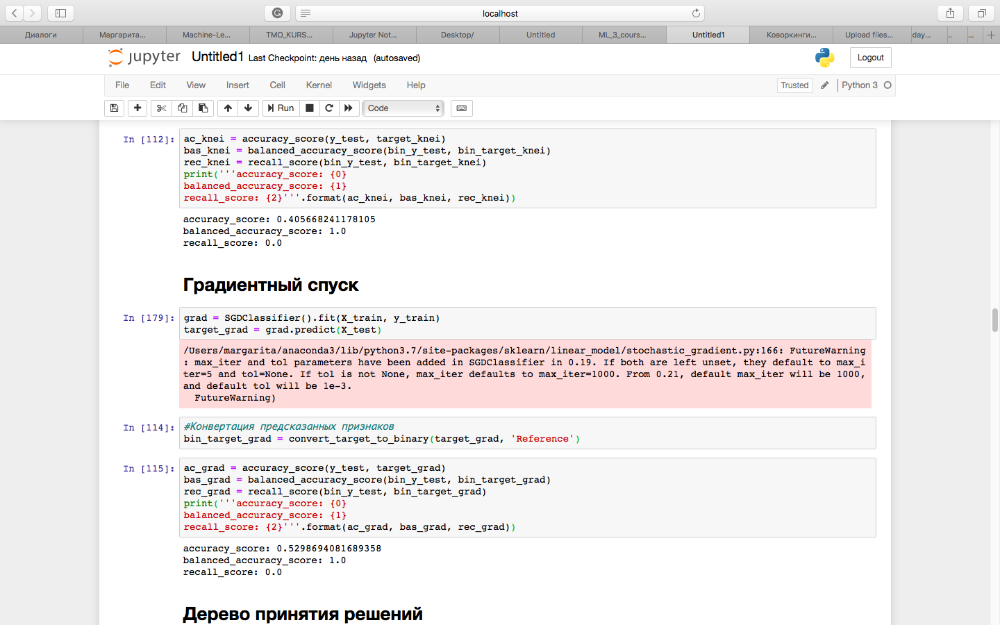 localhost
Диалоги
Маргарита...
Machine-Le...
TMO_KURS...
Jupyter Not...
Desktop/
Untitled
ML_3_cours...
Untitled1
Коворкинги...
Upload files...
day...
..
...
jupyter Untitled1 Last Checkpoint: день назад (autosaved)
Logout
File Edit View Insert Cell Kernel Widgets Help
Trusted Python 3
Run Code
In [112]:
ac_knei = accuracy_score(y_test, target_knei)
bas_knei = balanced_accuracy_score(bin_y_test, bin_target_knei)
rec_knei = recall_score(bin_y_test, bin_target_knei)
print('''accuracy_score: {0}
balanced_accuracy_score: {1}
recall_score: {2}'''.format(ac_knei, bas_knei, rec_knei))
accuracy_score: 0.405668241178105
balanced_accuracy_score: 1.0
recall_score: 0.0
Градиентный спуск
In [179]:
grad = SGDClassifier().fit(X_train, y_train)
target_grad = grad.predict(X_test)
/Users/margarita/anaconda3/lib/python3.7/site-packages/sklearn/linear_model/stochastic_gradient.py:166: FutureWarning
: max_iter and tol parameters have been added in SGDClassifier in 0.19. If both are left unset, they default to max_i
ter=5 and tol=None. If tol is not None, max_iter defaults to max_iter=1000. From 0.21, default max_iter will be 1000,
and default tol will be 1e-3.
FutureWarning)
In [114]:
#Конвертация предсказанных признаков
bin_target_grad = convert_target_to_binary(target_grad, 'Reference')
In [115]:
ac_grad = accuracy_score(y_test, target_grad)
bas_grad = balanced_accuracy_score(bin_y_test, bin_target_grad)
rec_grad = recall_score(bin_y_test, bin_target_grad)
print('''accuracy_score: {0}
balanced_accuracy_score: {1}
recall_score: {2}'''.format(ac_grad, bas_grad, rec_grad))
accuracy_score: 0.5298694081689358
balanced_accuracy_score: 1.0
recall_score: 0.0
Дерево принятия решений